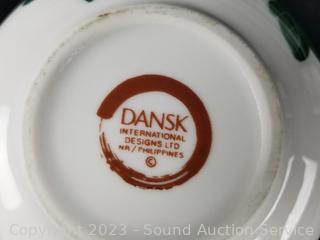 DANSK
INTERNATIONAL
DESIGNS LTD
NR / PHILIPPINES
©
Copyright 2023 - Sound Auction Service